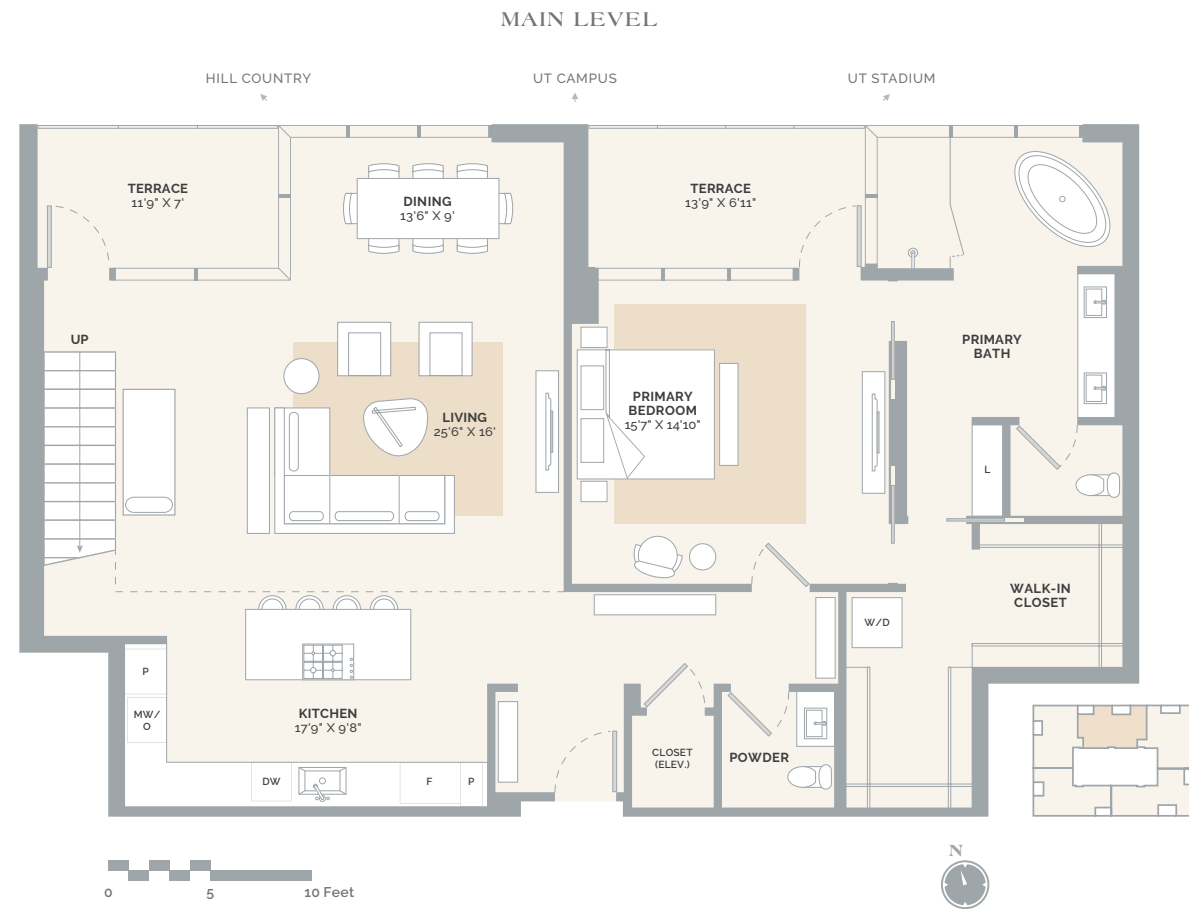 MAIN LEVEL
HILL COUNTRY
UT CAMPUS
UT STADIUM
TERRACE
11'9" X 7'
DINING
13'6" X 9'
TERRACE
13'9" X 6'11"
UP
PRIMARY
BATH
LIVING
25'6" X 16'
PRIMARY
BEDROOM
15'7" X 14'10"
L
WALK-IN
CLOSET
W/D
P
MW/
O
KITCHEN
17'9" X 9'8"
CLOSET
(ELEV.)
POWDER
DW
F
P
0
5
10 Feet
N